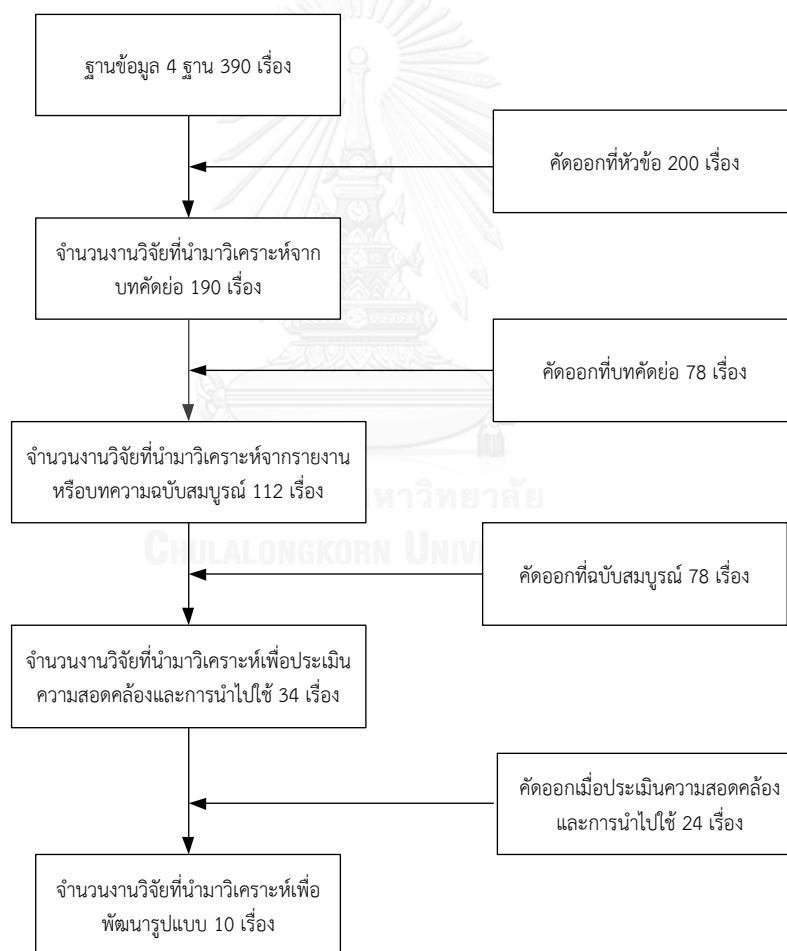 ฐานข้อมูล 4 ฐาน 390 เรื่อง
คัดออกที่หัวข้อ 200 เรื่อง
จำนวนงานวิจัยที่นำมาวิเคราะห์จาก
บทคัดย่อ 190 เรื่อง
คัดออกที่บทคัดย่อ 78 เรื่อง
จำนวนงานวิจัยที่นำมาวิเคราะห์จากรายงาน
หรือบทความฉบับสมบูรณ์ 112 เรื่อง
หาวิทยาลัย
CHULALONGKORN UNIV
คัดออกที่ฉบับสมบูรณ์ 78 เรื่อง
จำนวนงานวิจัยที่นำมาวิเคราะห์เพื่อประเมิน
ความสอดคล้องและการนำไปใช้ 34 เรื่อง
คัดออกเมื่อประเมินความสอดคล้อง
และการนำไปใช้ 24 เรื่อง
จำนวนงานวิจัยที่นำมาวิเคราะห์เพื่อ
พัฒนารูปแบบ 10 เรื่อง